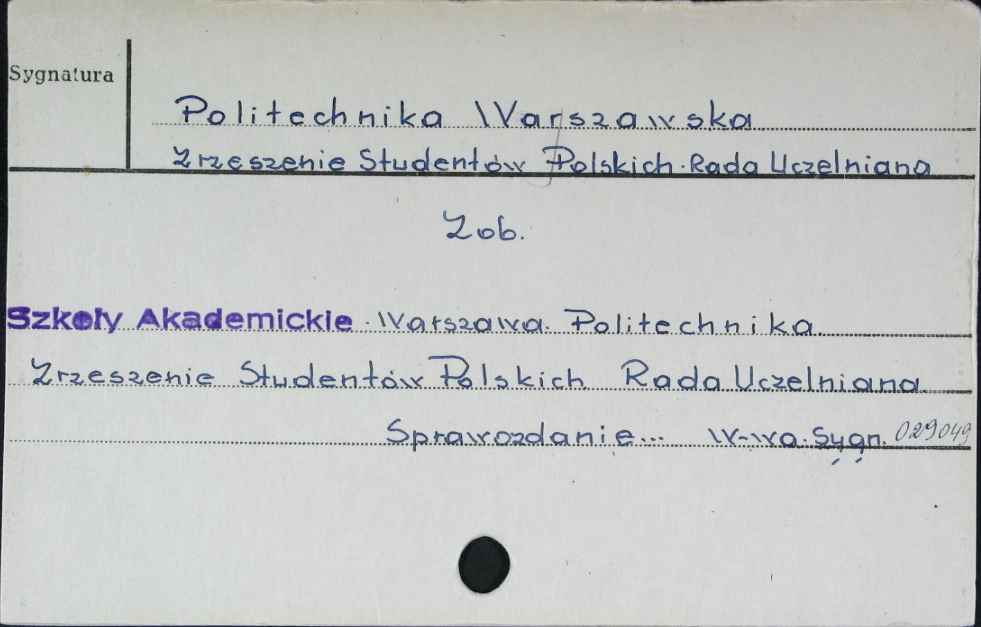 Sygnatura
Politechnika Warszawska
Zrzeszenie Studentów Polskich. Rada Uczelniana
Zob.
Szkoły Akademickie. Warszawa. Politechnika
Zrzeszenie Studentów Polskich Rada Uczelniana.
Sprawozdanie... W-wa. Sygn. 029049